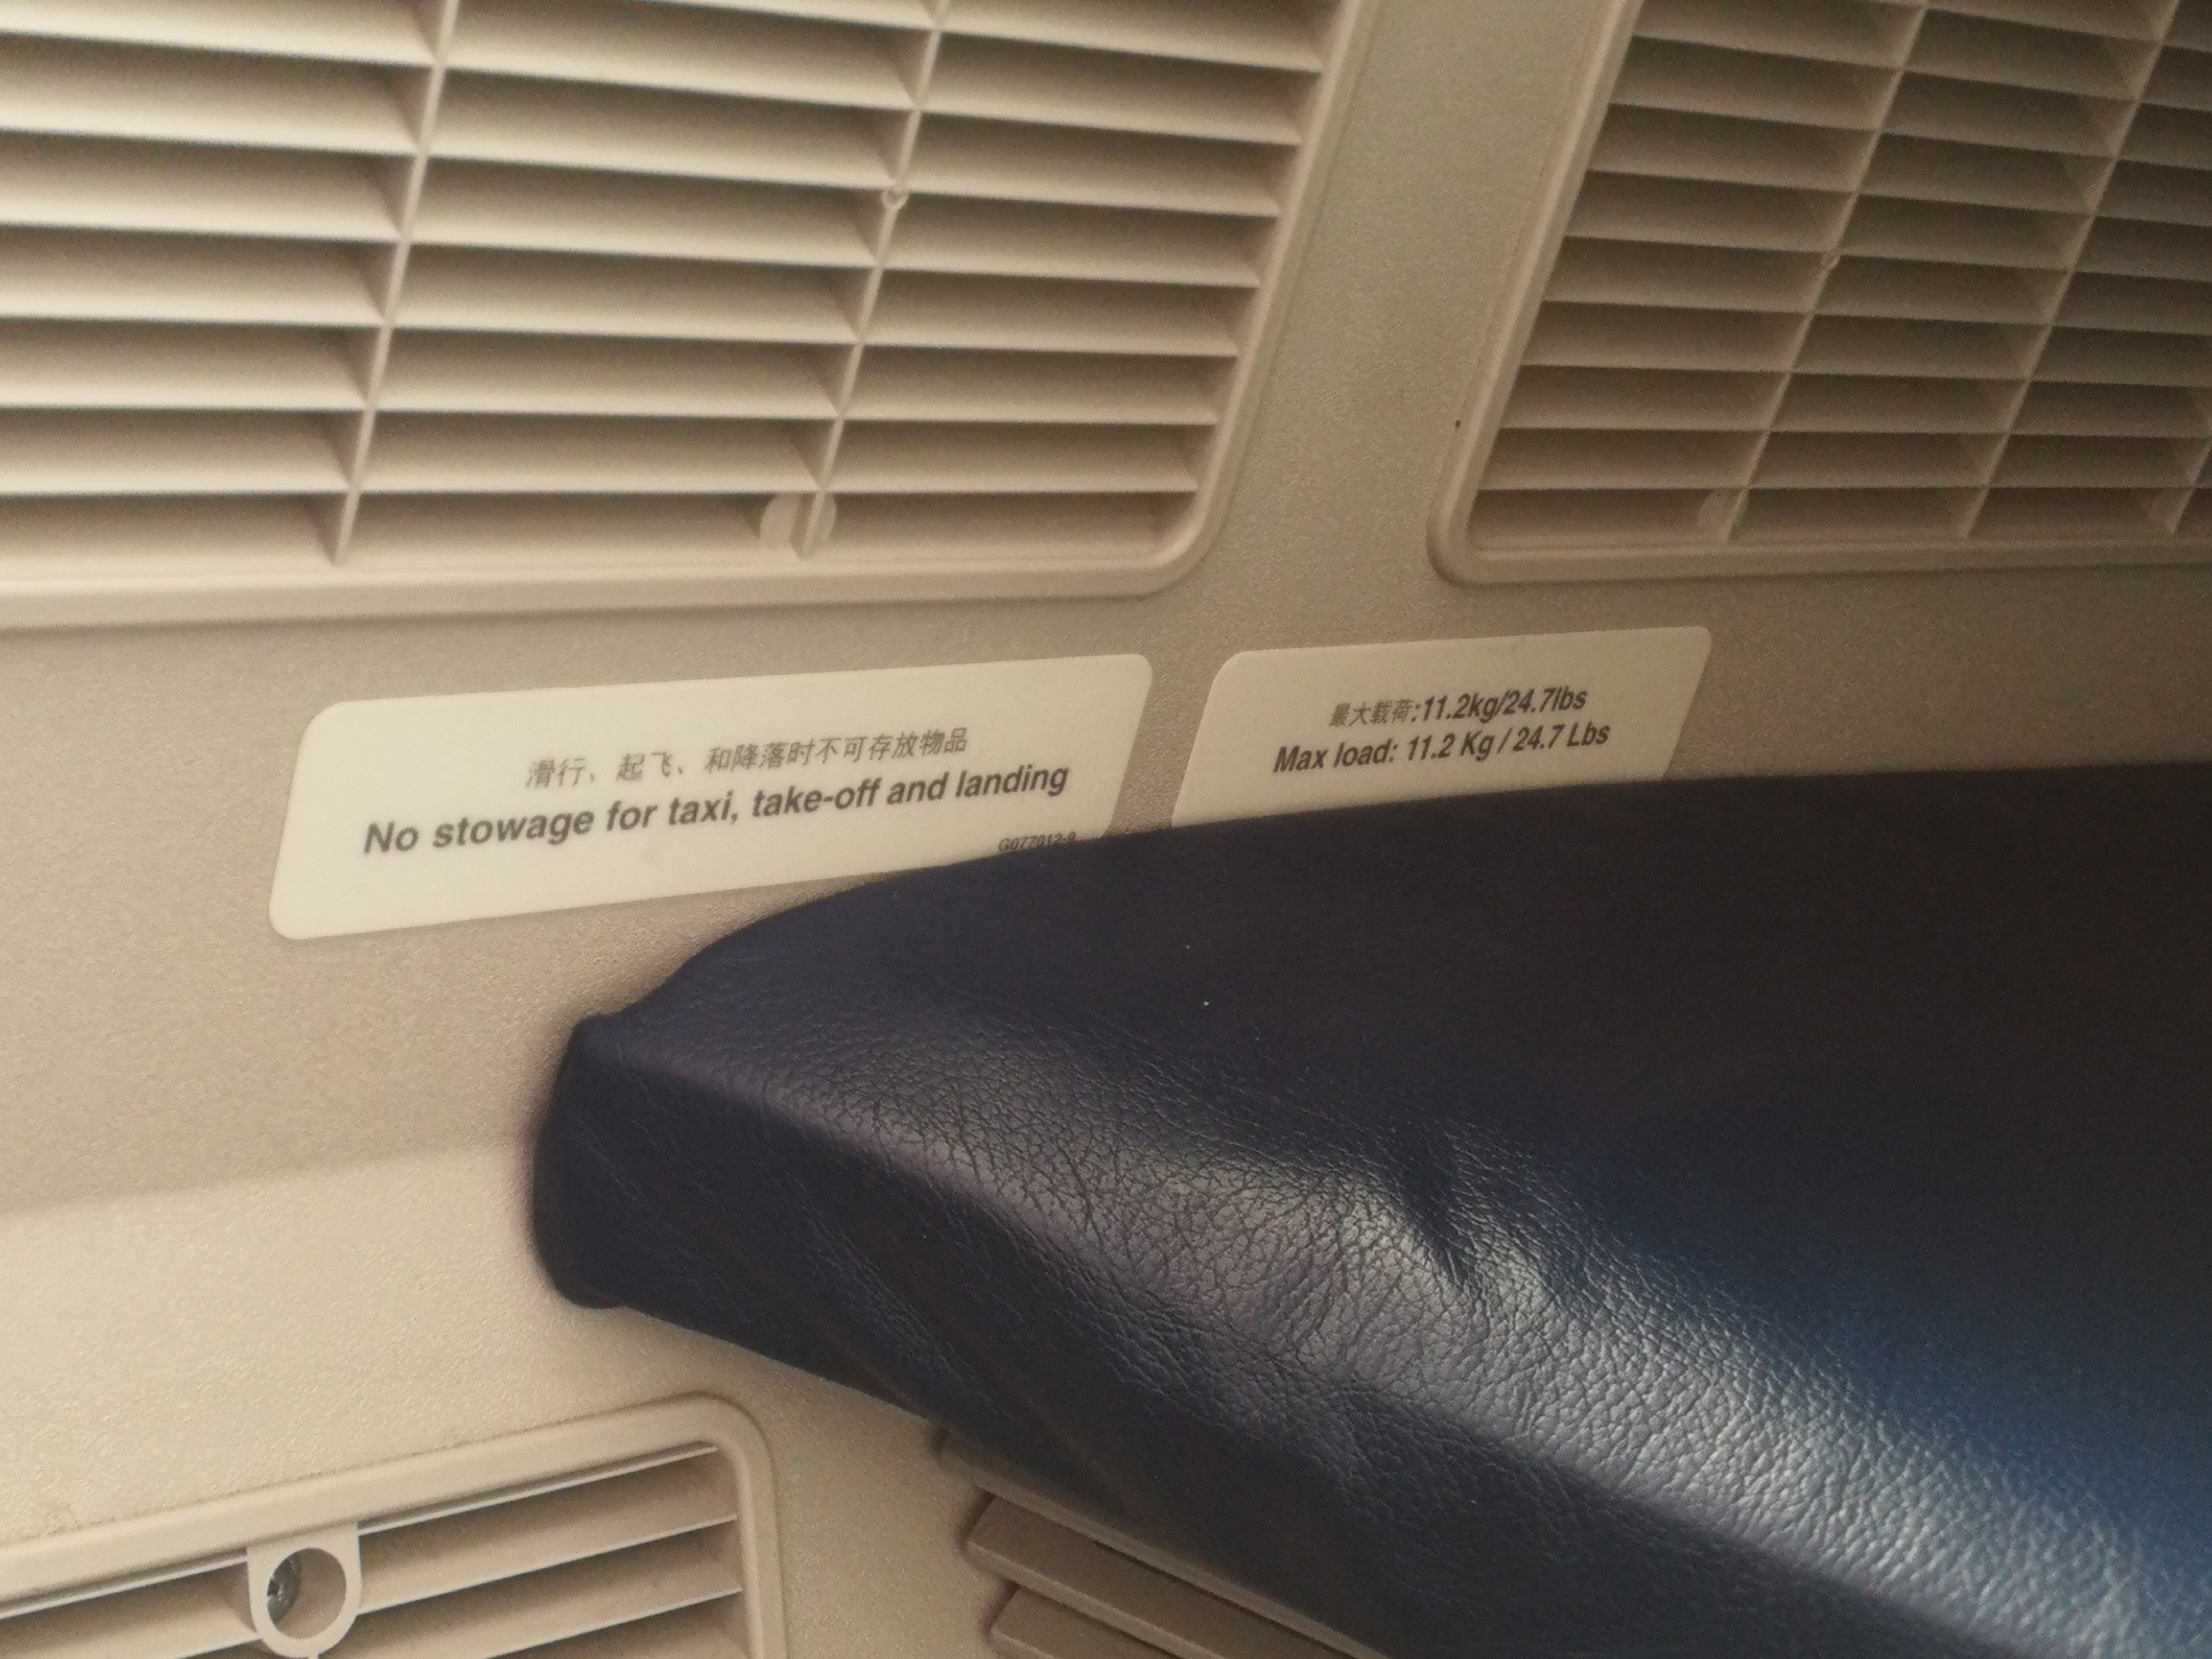 滑行、起飞、和降落时不可存放物品
No stowage for taxi, take-off and landing
G077012-9
最大载荷:11.2kg/24.7lbs
Max load: 11.2 Kg / 24.7 Lbs